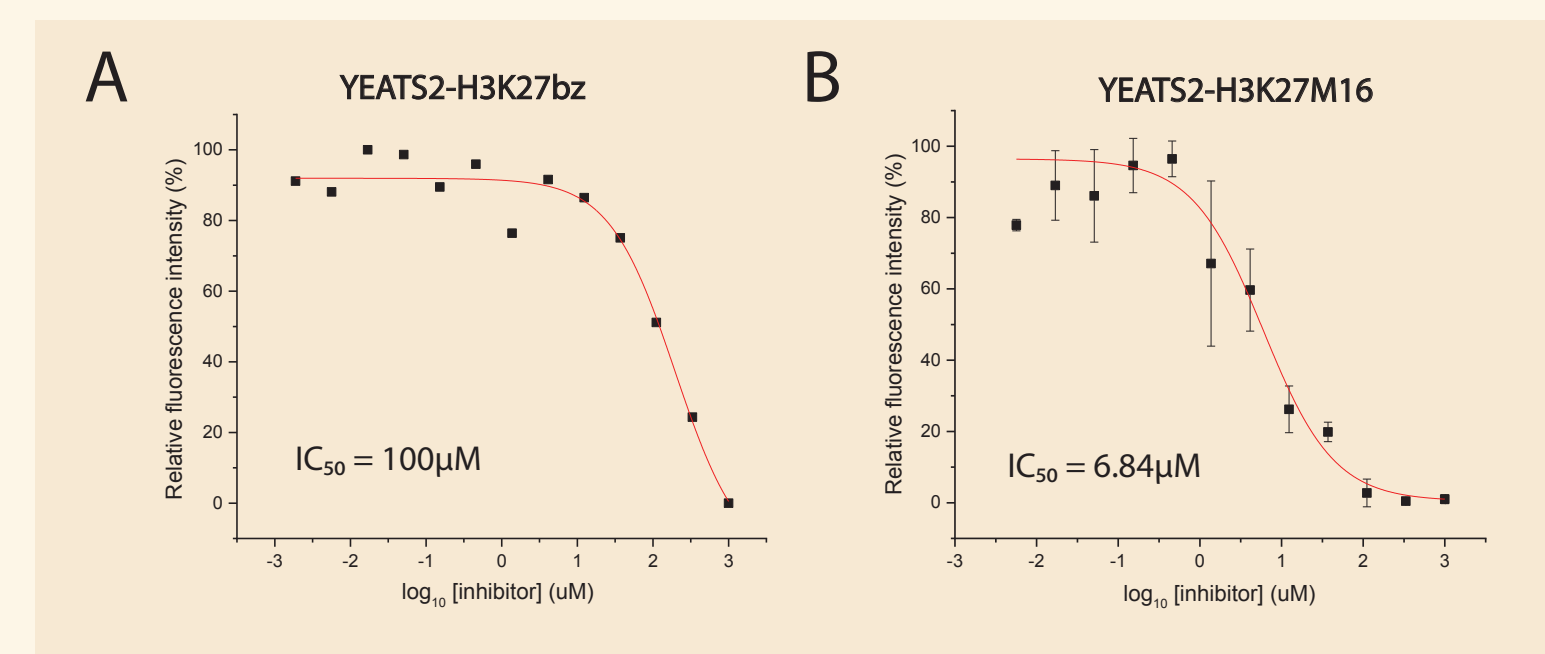 A
YEATS2-H3K27bz
Relative fluorescence intensity (%)
100
80
60
40
20
0
IC₅₀ = 100µM
-3 -2 -1 0 1 2 3
log₁₀ [inhibitor] (uM)
B
YEATS2-H3K27M16
Relative fluorescence intensity (%)
100
80
60
40
20
0
IC₅₀ = 6.84µM
-3 -2 -1 0 1 2 3
log₁₀ [inhibitor] (uM)